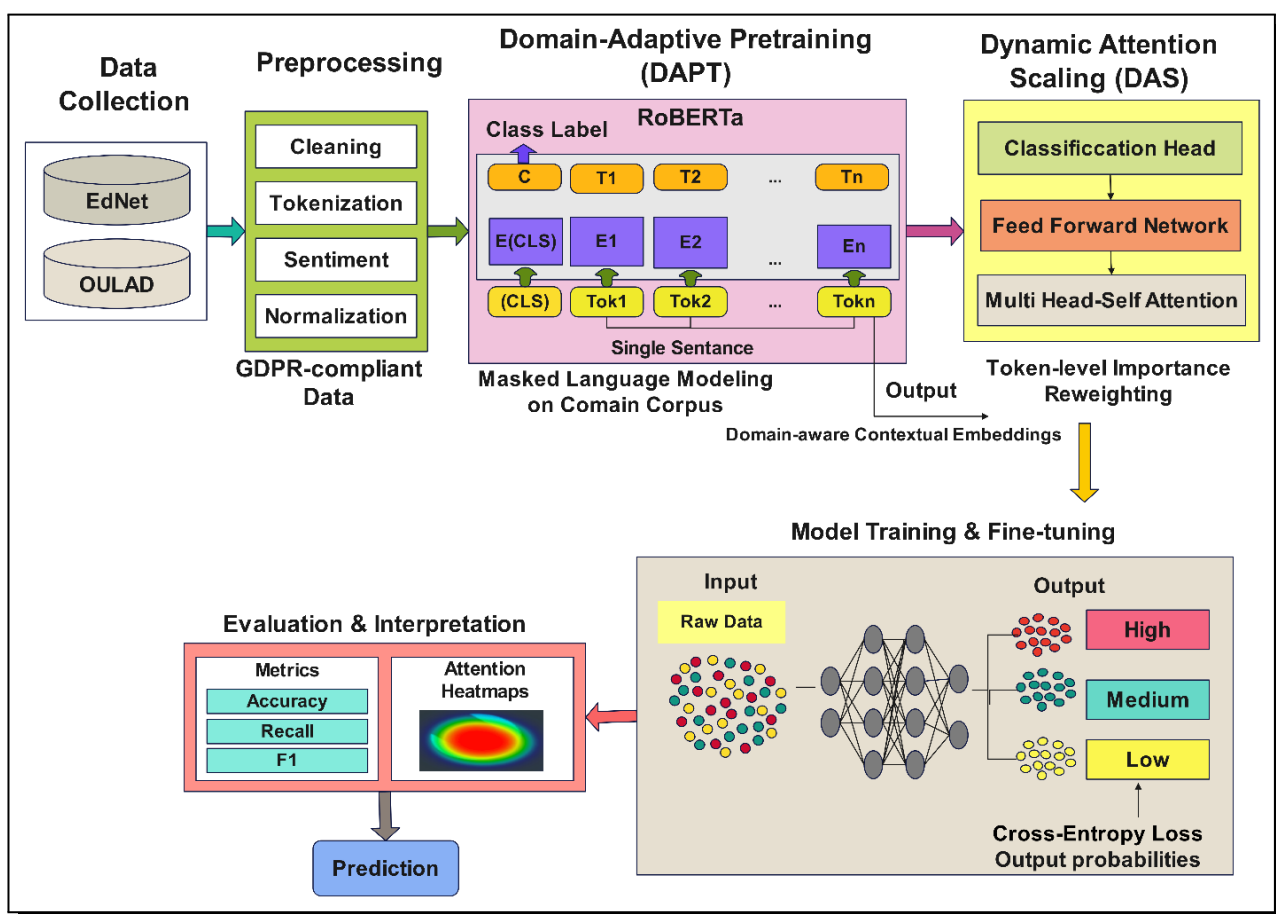 Data
Collection
EdNet
OULAD
Preprocessing
Cleaning
Tokenization
Sentiment
Normalization
GDPR-compliant
Data
Domain-Adaptive Pretraining
(DAPT)
RoBERTa
Class Label
C T1 T2 ... Tn
E(CLS) E1 E2 ... En
(CLS) Tok1 Tok2 ... Tokn
Single Sentance
Masked Language Modeling
on Comain Corpus
Output
Domain-aware Contextual Embeddings
Dynamic Attention
Scaling (DAS)
Classificcation Head
Feed Forward Network
Multi Head-Self Attention
Token-level Importance
Reweighting
Model Training & Fine-tuning
Input
Raw Data
Output
High
Medium
Low
Cross-Entropy Loss
Output probabilities
Evaluation & Interpretation
Metrics
Accuracy
Recall
F1
Attention
Heatmaps
Prediction